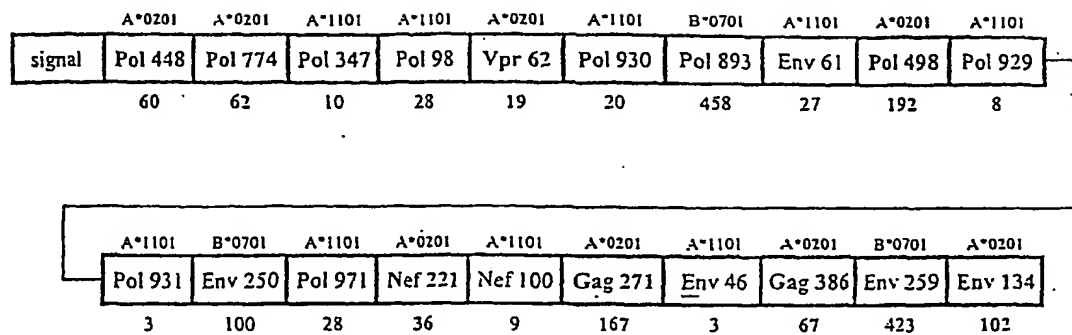 A*0201 A*0201 A*1101 A*1101 A*0201 A*1101 B*0701 A*1101 A*0201 A*1101
signal Pol 448 Pol 774 Pol 347 Pol 98 Vpr 62 Pol 930 Pol 893 Env 61 Pol 498 Pol 929
60 62 10 28 19 20 458 27 192 8
A*1101 B*0701 A*1101 A*0201 A*1101 A*0201 A*1101 A*0201 B*0701 A*0201
Pol 931 Env 250 Pol 971 Nef 221 Nef 100 Gag 271 Env 46 Gag 386 Env 259 Env 134
3 100 28 36 9 167 3 67 423 102